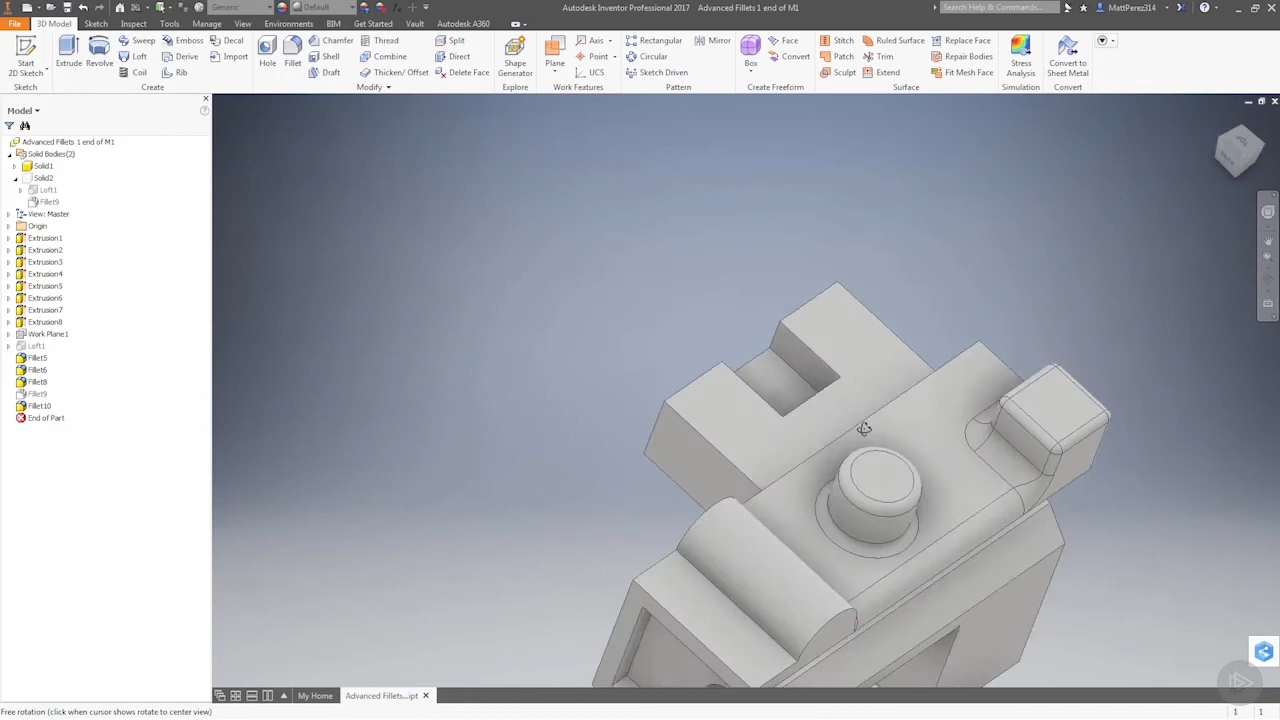 Generic
Default
Autodesk Inventor Professional 2017 Advanced Fillets 1 end of M1
Search Help & Commands...
MattPerez314
File 3D Model Sketch Inspect Tools Manage View Environments BIM Get Started Vault Autodesk A360
Start 2D Sketch
Extrude
Revolve
Sweep
Loft
Coil
Emboss
Derive
Rib
Decal
Import
Hole
Fillet
Chamfer
Shell
Draft
Thread
Combine
Thicken/ Offset
Split
Direct
Delete Face
Shape Generator
Plane
Axis
Point
UCS
Rectangular
Circular
Sketch Driven
Mirror
Box
Face
Convert
Stitch
Patch
Sculpt
Ruled Surface
Trim
Extend
Replace Face
Repair Bodies
Fit Mesh Face
Stress Analysis
Convert to Sheet Metal
Sketch Create Modify Explore Work Features Pattern Create Freeform Surface Simulation Convert
Model
Advanced Fillets 1 end of M1
Solid Bodies(2)
Solid1
Solid2
Loft1
Fillet9
View: Master
Origin
Extrusion1
Extrusion2
Extrusion3
Extrusion4
Extrusion5
Extrusion6
Extrusion7
Extrusion8
Work Plane1
Loft1
Fillet5
Fillet6
Fillet8
Fillet9
Fillet10
End of Part
My Home
Advanced Fillets...ipt
Free rotation (click when cursor shows rotate to center view)
1 1